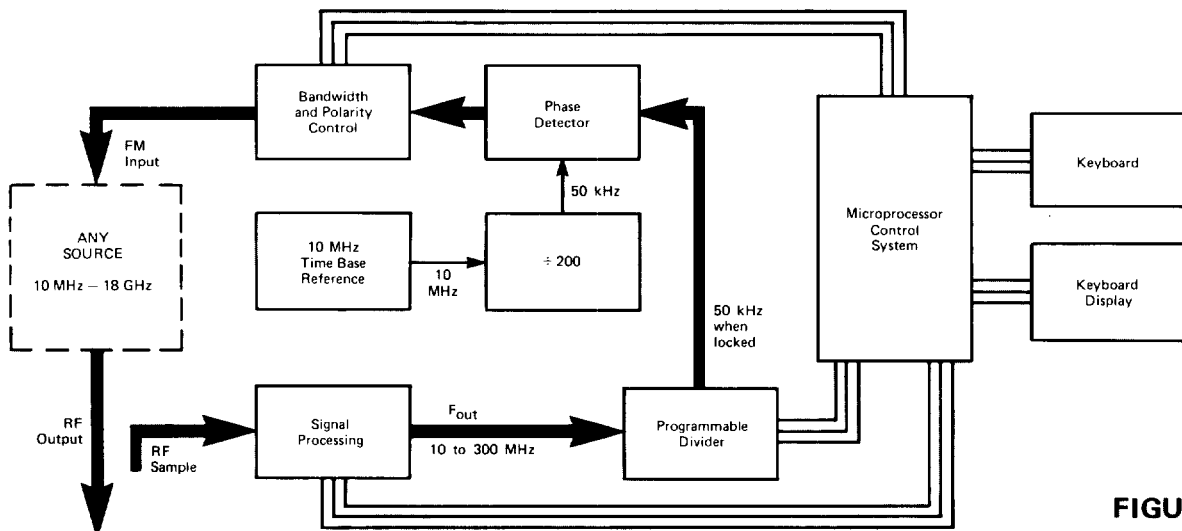 Bandwidth
and Polarity
Control
Phase
Detector
FM
Input
50 kHz
Keyboard
Microprocessor
Control
System
ANY
SOURCE
10 MHz – 18 GHz
10 MHz
Time Base
Reference
10
MHz
÷ 200
Keyboard
Display
50 kHz
when
locked
RF
Output
RF
Sample
Signal
Processing
Fout
10 to 300 MHz
Programmable
Divider
FIGU